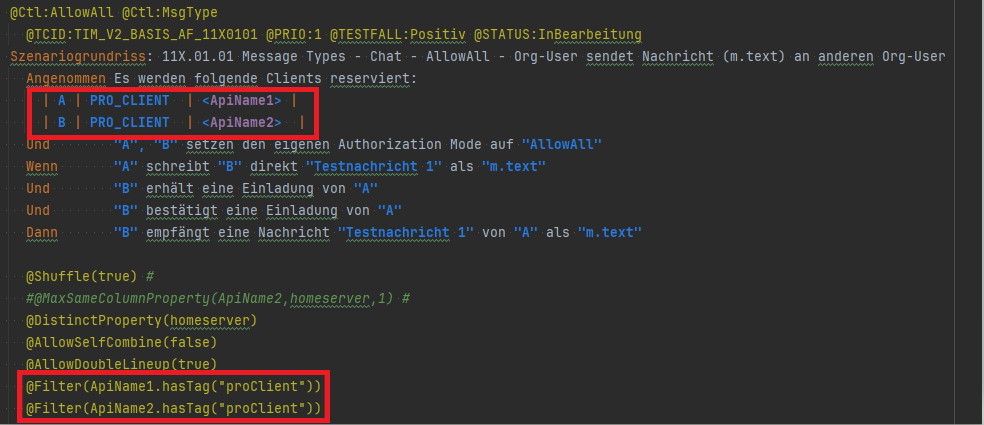 @Ctl:AllowAll @Ctl:MsgType
@TCID:TIM_V2_BASIS_AF_11X0101 @PRIO:1 @TESTFALL:Positiv @STATUS:InBearbeitung
Szenariogrundriss: 11X.01.01 Message Types - Chat - AllowAll - Org-User sendet Nachricht (m.text) an anderen Org-User
Angenommen Es werden folgende Clients reserviert:
| A | PRO_CLIENT | <ApiName1> |
| B | PRO_CLIENT | <ApiName2> |
Und "A", "B" setzen den eigenen Authorization Mode auf "AllowAll"
Wenn "A" schreibt "B" direkt "Testnachricht 1" als "m.text"
Und "B" erhält eine Einladung von "A"
Und "B" bestätigt eine Einladung von "A"
Dann "B" empfängt eine Nachricht "Testnachricht 1" von "A" als "m.text"
@Shuffle(true) #
#@MaxSameColumnProperty(ApiName2,homeserver,1) #
@DistinctProperty(homeserver)
@AllowSelfCombine(false)
@AllowDoubleLineup(true)
@Filter(ApiName1.hasTag("proClient"))
@Filter(ApiName2.hasTag("proClient"))